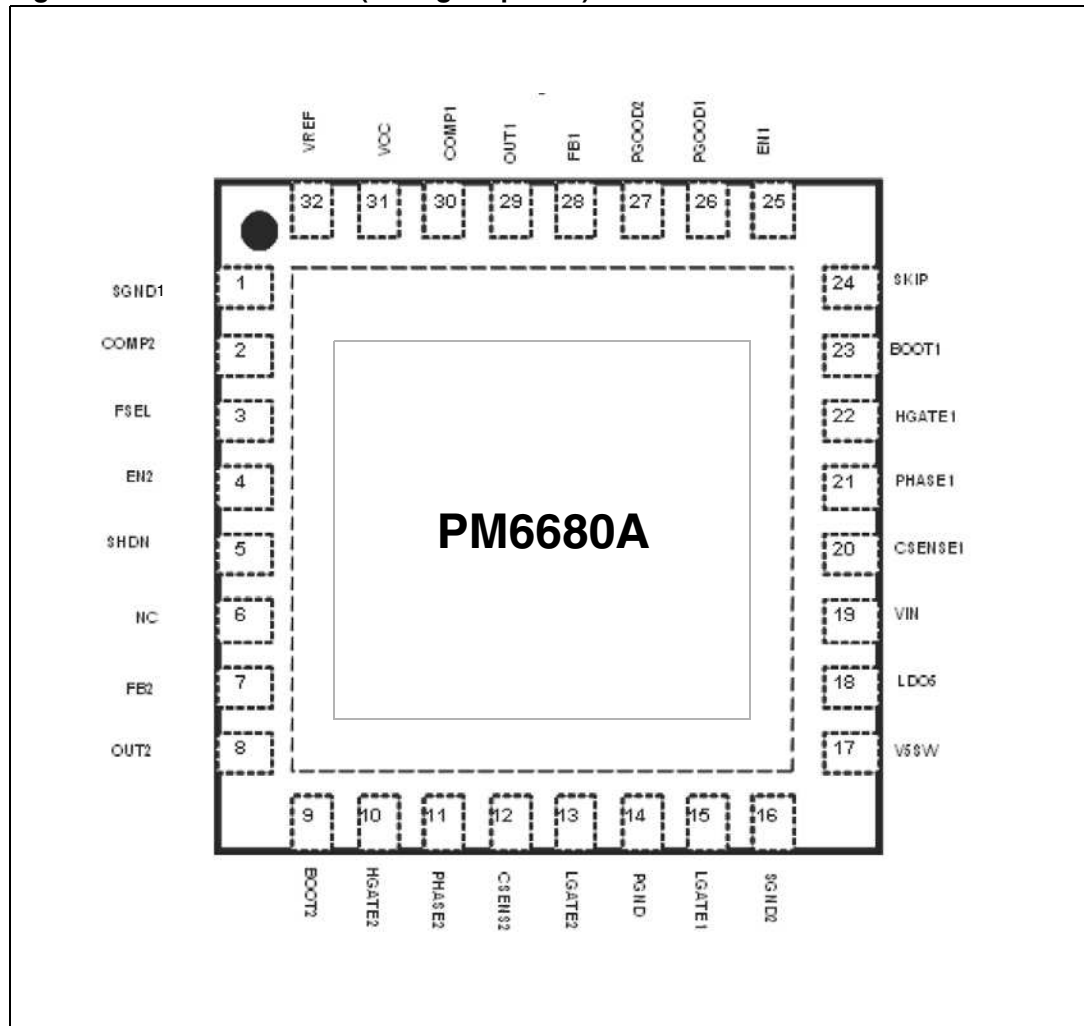 VREF
VCC
COMP1
OUT1
FB1
PGOOD2
PGOOD1
EN1
32
31
30
29
28
27
26
25
SGND1
1
COMP2
2
FSEL
3
EN2
4
SHDN
5
NC
6
FB2
7
OUT2
8
PM6680A
24
SKIP
23
BOOT1
22
HGATE1
21
PHASE1
20
CSENSE1
19
VIN
18
LDO5
17
V5SW
9
10
11
12
13
14
15
16
BOOT2
HGATE2
PHASE2
CSENS2
LGATE2
PGND
LGATE1
SGND2